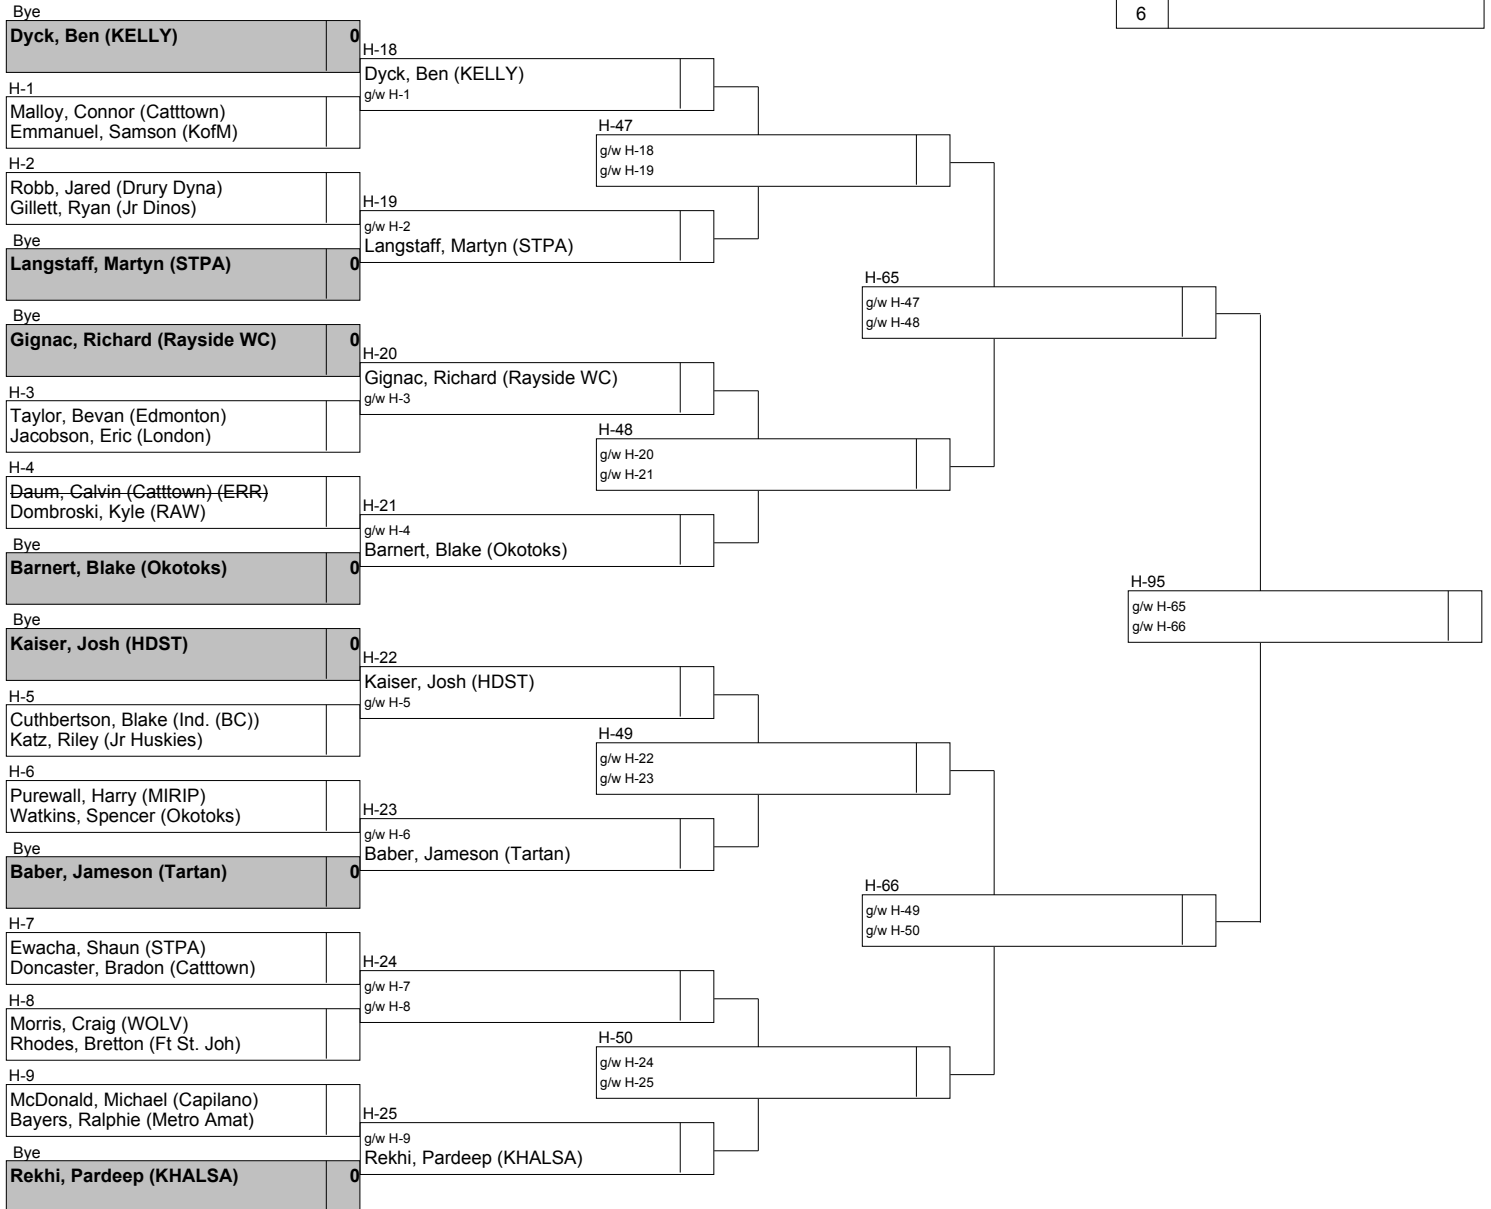 Bye
Dyck, Ben (KELLY) 0
H-1
Malloy, Connor (Catttown)
Emmanuel, Samson (KofM)
H-2
Robb, Jared (Drury Dyna)
Gillett, Ryan (Jr Dinos)
Bye
Langstaff, Martyn (STPA) 0
Bye
Gignac, Richard (Rayside WC) 0
H-3
Taylor, Bevan (Edmonton)
Jacobson, Eric (London)
H-4
Daum, Calvin (Catttown) (ERR)
Dombroski, Kyle (RAW)
Bye
Barnert, Blake (Okotoks) 0
Bye
Kaiser, Josh (HDST) 0
H-5
Cuthbertson, Blake (Ind. (BC))
Katz, Riley (Jr Huskies)
H-6
Purewall, Harry (MIRIP)
Watkins, Spencer (Okotoks)
Bye
Baber, Jameson (Tartan) 0
H-7
Ewacha, Shaun (STPA)
Doncaster, Bradon (Catttown)
H-8
Morris, Craig (WOLV)
Rhodes, Bretton (Ft St. Joh)
H-9
McDonald, Michael (Capilano)
Bayers, Ralphie (Metro Amat)
Bye
Rekhi, Pardeep (KHALSA) 0
H-18
Dyck, Ben (KELLY)
g/w H-1
H-19
g/w H-2
Langstaff, Martyn (STPA)
H-20
Gignac, Richard (Rayside WC)
g/w H-3
H-21
g/w H-4
Barnert, Blake (Okotoks)
H-22
Kaiser, Josh (HDST)
g/w H-5
H-23
g/w H-6
Baber, Jameson (Tartan)
H-24
g/w H-7
g/w H-8
H-25
g/w H-9
Rekhi, Pardeep (KHALSA)
H-47
g/w H-18
g/w H-19
H-48
g/w H-20
g/w H-21
H-49
g/w H-22
g/w H-23
H-50
g/w H-24
g/w H-25
H-65
g/w H-47
g/w H-48
H-66
g/w H-49
g/w H-50
H-95
g/w H-65
g/w H-66
6